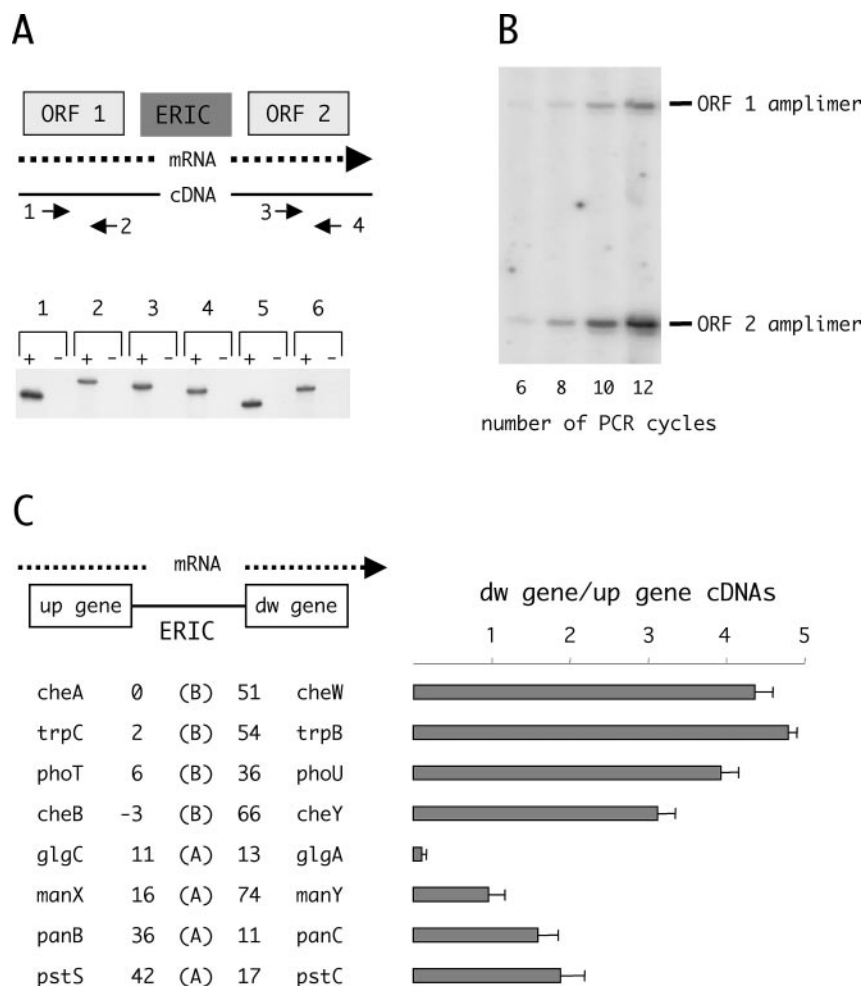 A
ORF 1 ERIC ORF 2
mRNA
cDNA
1 2 3 4
1 2 3 4 5 6
+ - + - + - + - + - + -
B
ORF 1 amplimer
ORF 2 amplimer
6 8 10 12
number of PCR cycles
C
mRNA
up gene dw gene
ERIC
dw gene/up gene cDNAs
1 2 3 4 5
cheA 0 (B) 51 cheW
trpC 2 (B) 54 trpB
phoT 6 (B) 36 phoU
cheB -3 (B) 66 cheY
glgC 11 (A) 13 glgA
manX 16 (A) 74 manY
panB 36 (A) 11 panC
pstS 42 (A) 17 pstC